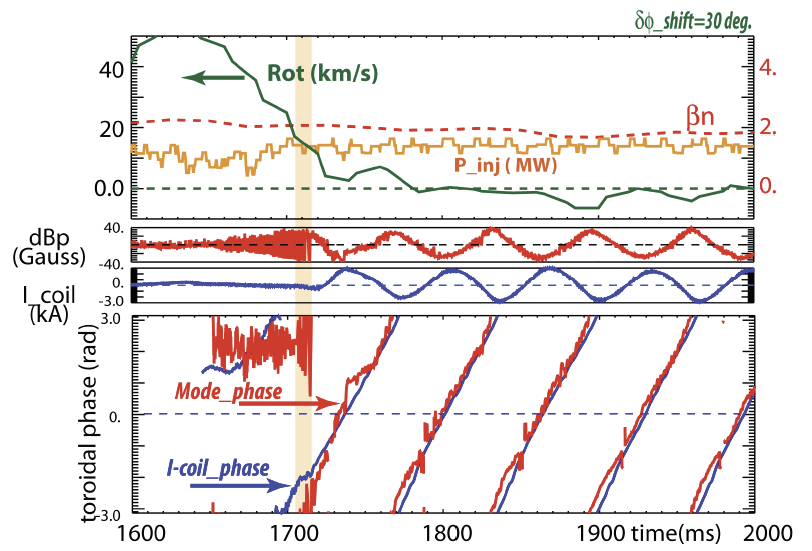 δϕ_shift=30 deg.
40
4.
Rot (km/s)
βn
20
2.
P_inj ( MW)
0.0
0.
dBp
(Gauss)
40.
0.
-40.
I_coil
(kA)
0.
-3.0
3.0
Mode_phase
0.
I-coil_phase
toroidal phase (rad)
-3.0
1600
1700
1800
1900
time(ms)
2000